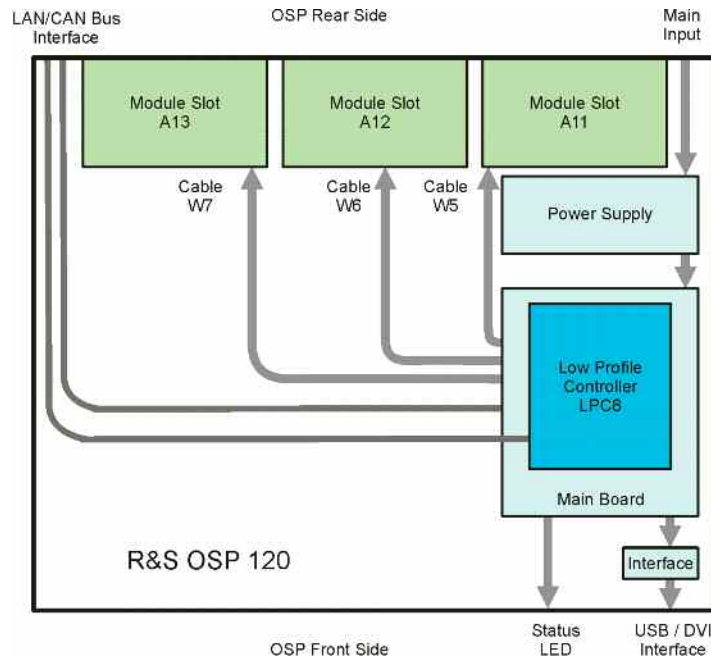 LAN/CAN Bus
Interface
OSP Rear Side
Main
Input
Module Slot
A13
Module Slot
A12
Module Slot
A11
Cable
W7
Cable
W6
Cable
W5
Power Supply
Low Profile
Controller
LPC8
Main Board
R&S OSP 120
Interface
OSP Front Side
Status
LED
USB / DVI
Interface